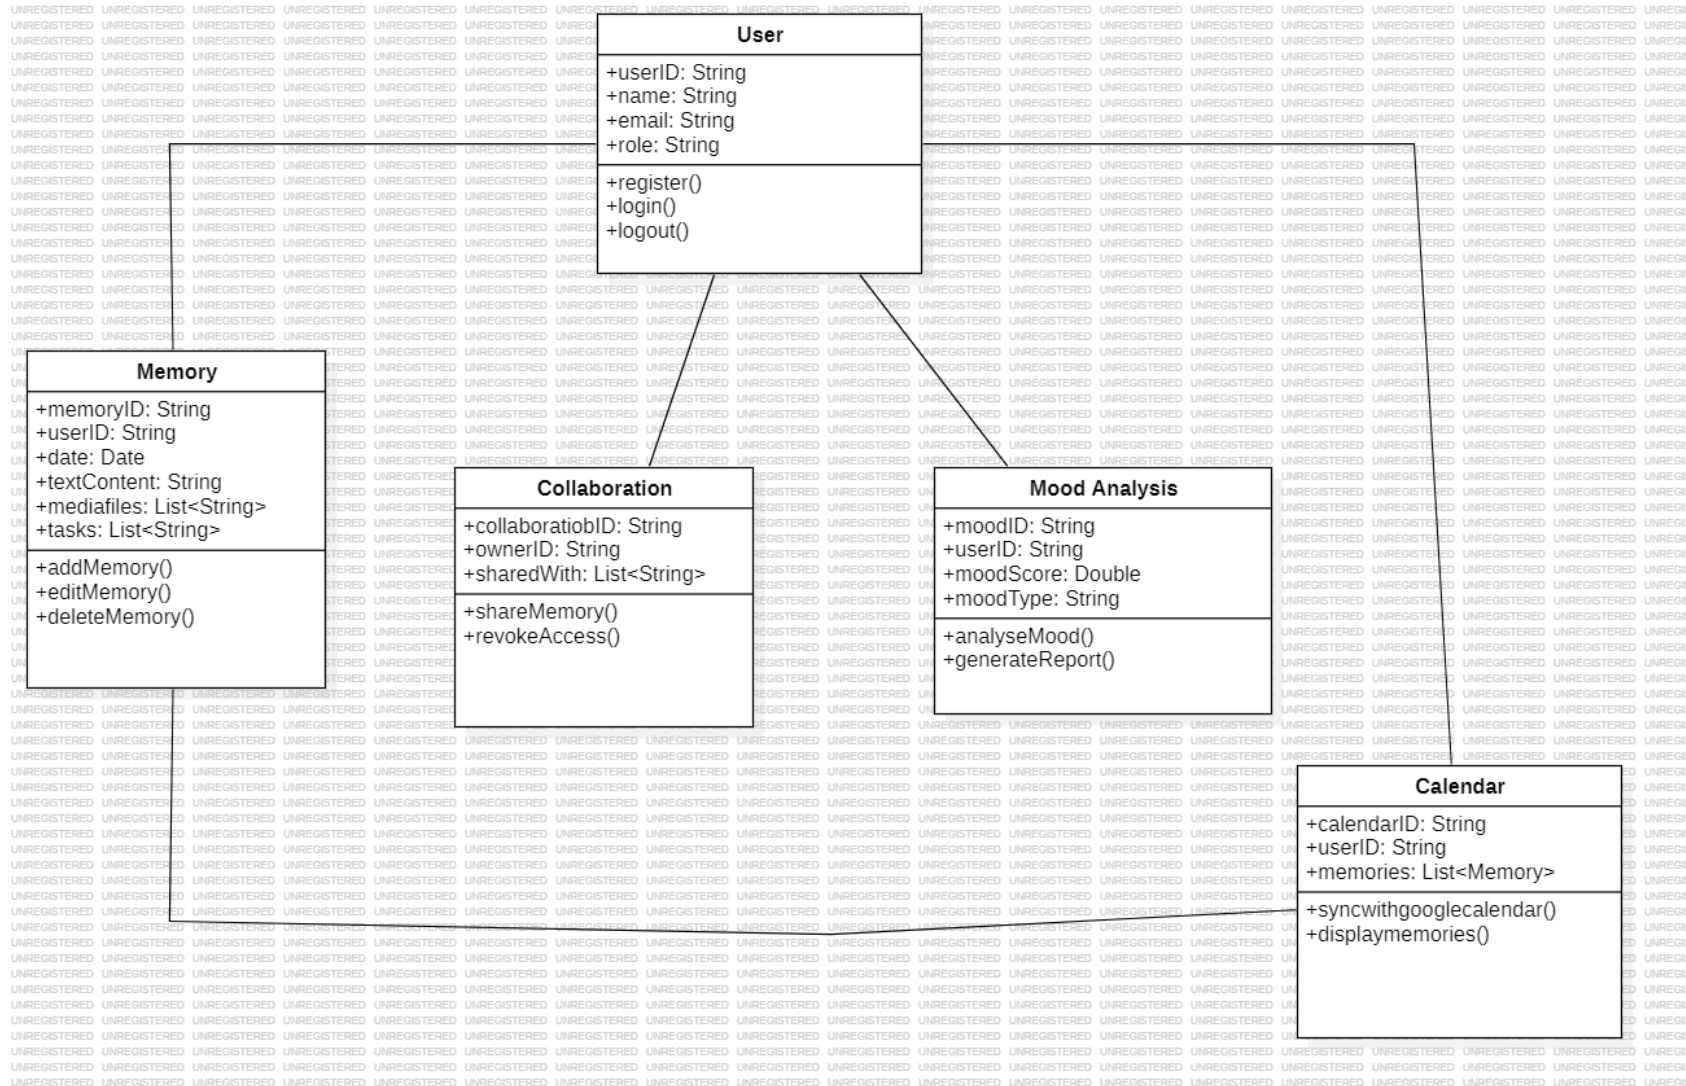 User
+userID: String
+name: String
+email: String
+role: String
+register()
+login()
+logout()
Memory
+memoryID: String
+userID: String
+date: Date
+textContent: String
+mediafiles: List<String>
+tasks: List<String>
+addMemory()
+editMemory()
+deleteMemory()
Collaboration
+collaboratiobID: String
+ownerID: String
+sharedWith: List<String>
+shareMemory()
+revokeAccess()
Mood Analysis
+moodID: String
+userID: String
+moodScore: Double
+moodType: String
+analyseMood()
+generateReport()
Calendar
+calendarID: String
+userID: String
+memories: List<Memory>
+syncwithgooglecalendar()
+displaymemories()
UNREGISTERED